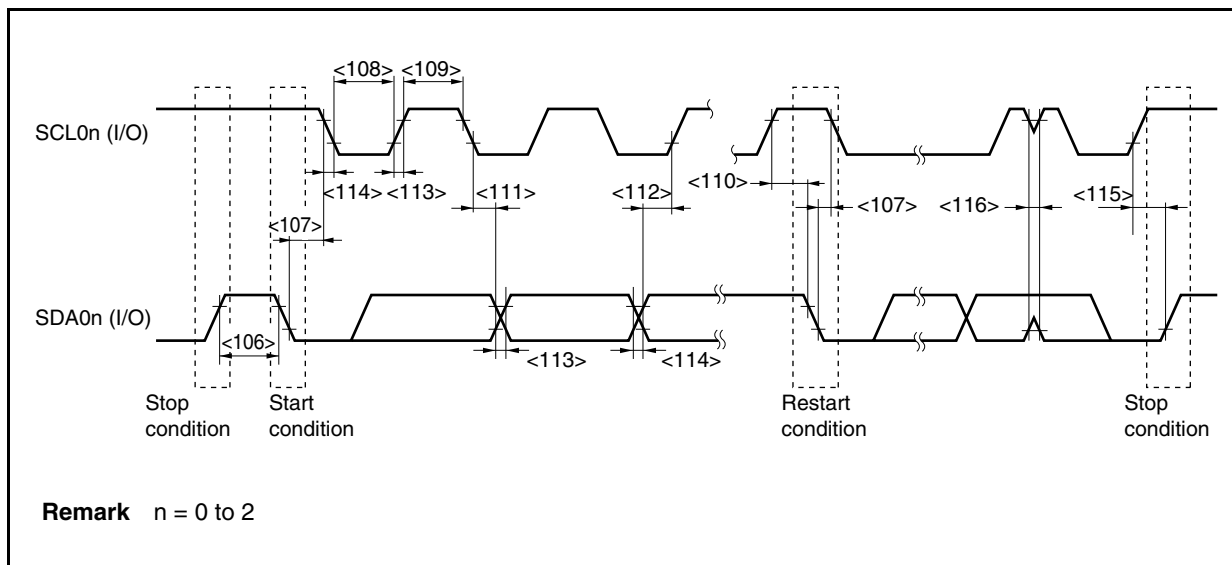 <108> <109>
SCL0n (I/O)
<114> <113> <111> <112> <110> <107> <116> <115>
<107>
SDA0n (I/O)
<106> <113> <114>
Stop condition
Start condition
Restart condition
Stop condition
Remark n = 0 to 2